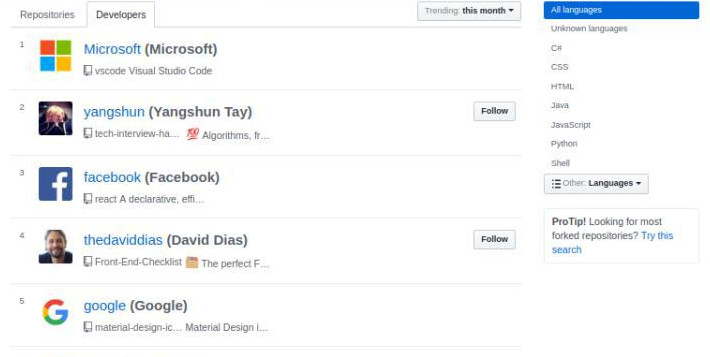 Repositories
Developers
Trending: this month
1
Microsoft (Microsoft)
vscode Visual Studio Code
2
yangshun (Yangshun Tay)
Follow
tech-interview-ha... 💯 Algorithms, fr...
3
facebook (Facebook)
react A declarative, effi...
4
thedaviddias (David Dias)
Follow
Front-End-Checklist 🗂 The perfect F...
5
google (Google)
material-design-ic... Material Design i...
All languages
Unknown languages
C#
CSS
HTML
Java
JavaScript
Python
Shell
Other: Languages
ProTip! Looking for most
forked repositories? Try this
search